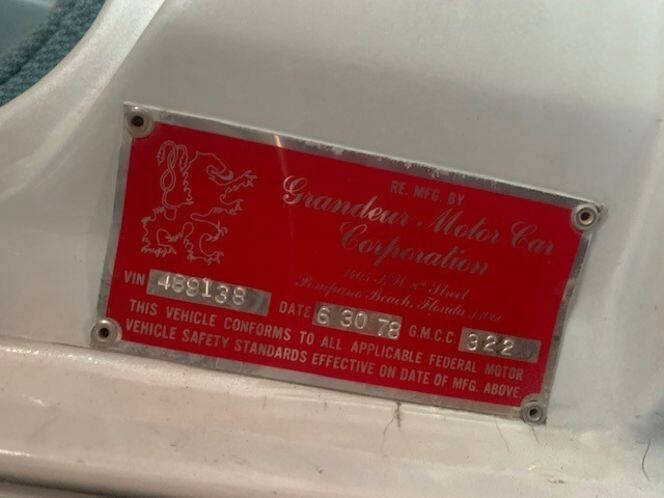 RE. MFG. BY
Grandeur Motor Car
Corporation
Street
Pompano Beach, Florida
VIN 489138 DATE 6 30 78 G.M.C.C. 322
THIS VEHICLE CONFORMS TO ALL APPLICABLE FEDERAL MOTOR
VEHICLE SAFETY STANDARDS EFFECTIVE ON DATE OF MFG. ABOVE